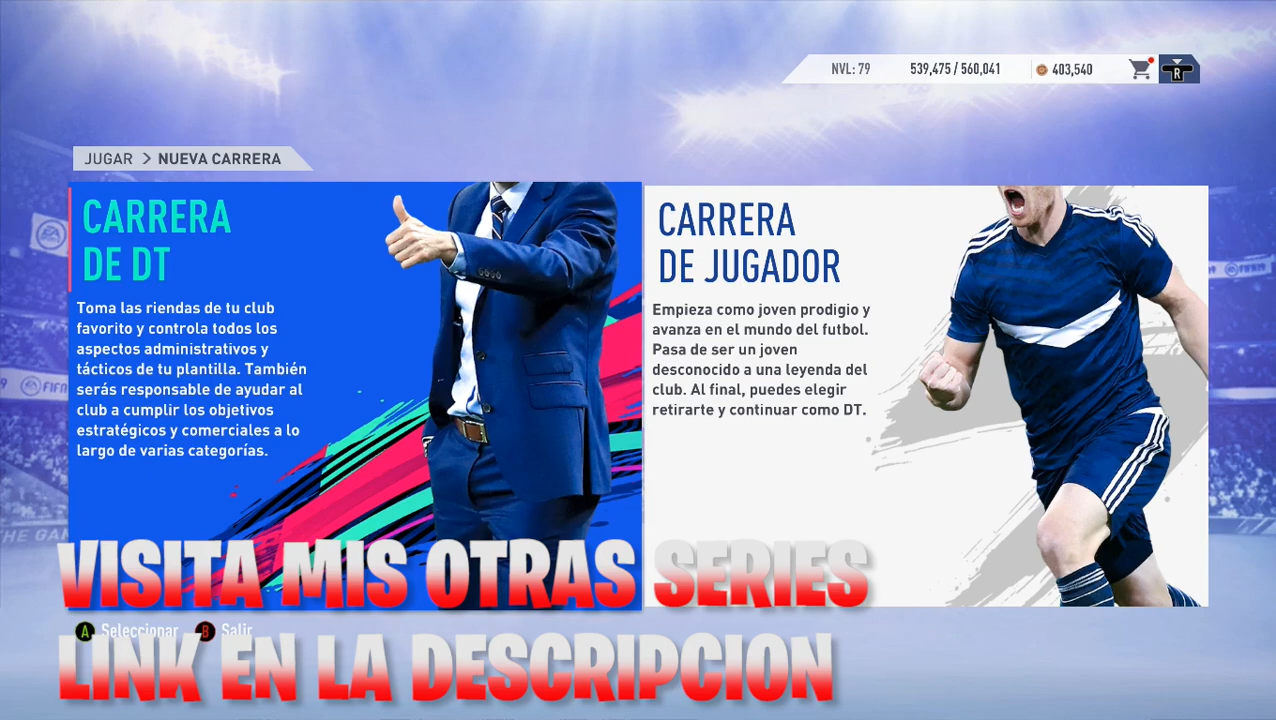 NVL: 79 539,475 / 560,041 403,540
R
JUGAR > NUEVA CARRERA
CARRERA
DE DT
Toma las riendas de tu club
favorito y controla todos los
aspectos administrativos y
tácticos de tu plantilla. También
serás responsable de ayudar al
club a cumplir los objetivos
estratégicos y comerciales a lo
largo de varias categorías.
CARRERA
DE JUGADOR
Empieza como joven prodigio y
avanza en el mundo del futbol.
Pasa de ser un joven
desconocido a una leyenda del
club. Al final, puedes elegir
retirarte y continuar como DT.
VISITA MIS OTRAS SERIES
A Seleccionar B Salir
LINK EN LA DESCRIPCION